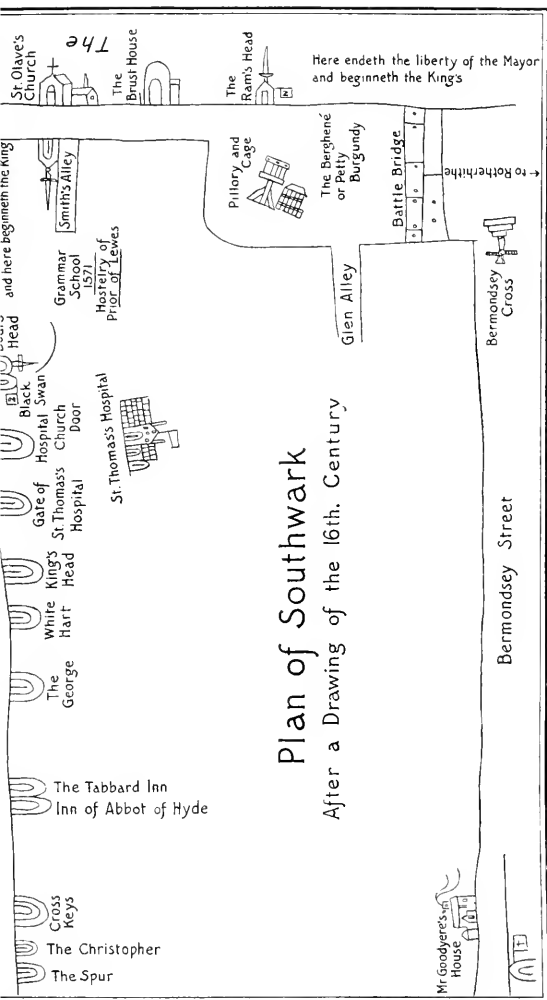 St. Olave's
Church
The
The
Brust House
The
Ram's Head
Here endeth the liberty of the Mayor
and beginneth the King's
and here beginneth the King
Smith's Alley
Grammar
School
1571
Hostelry of
Prior of Lewes
Pillory and
Cage
The Berghené
or Petty
Burgundy
Battle Bridge
to Rotherhithe
Bermondsey
Cross
Glen Alley
Head
Black Swan
Hospital
Church
Door
St. Thomas's Hospital
Gate of
St. Thomas's
Hospital
King's
Head
White
Hart
The
George
The Tabbard Inn
Inn of Abbot of Hyde
Cross
Keys
The Christopher
The Spur
Plan of Southwark
After a Drawing of the 16th. Century
Bermondsey Street
Mr Goodyere's
House